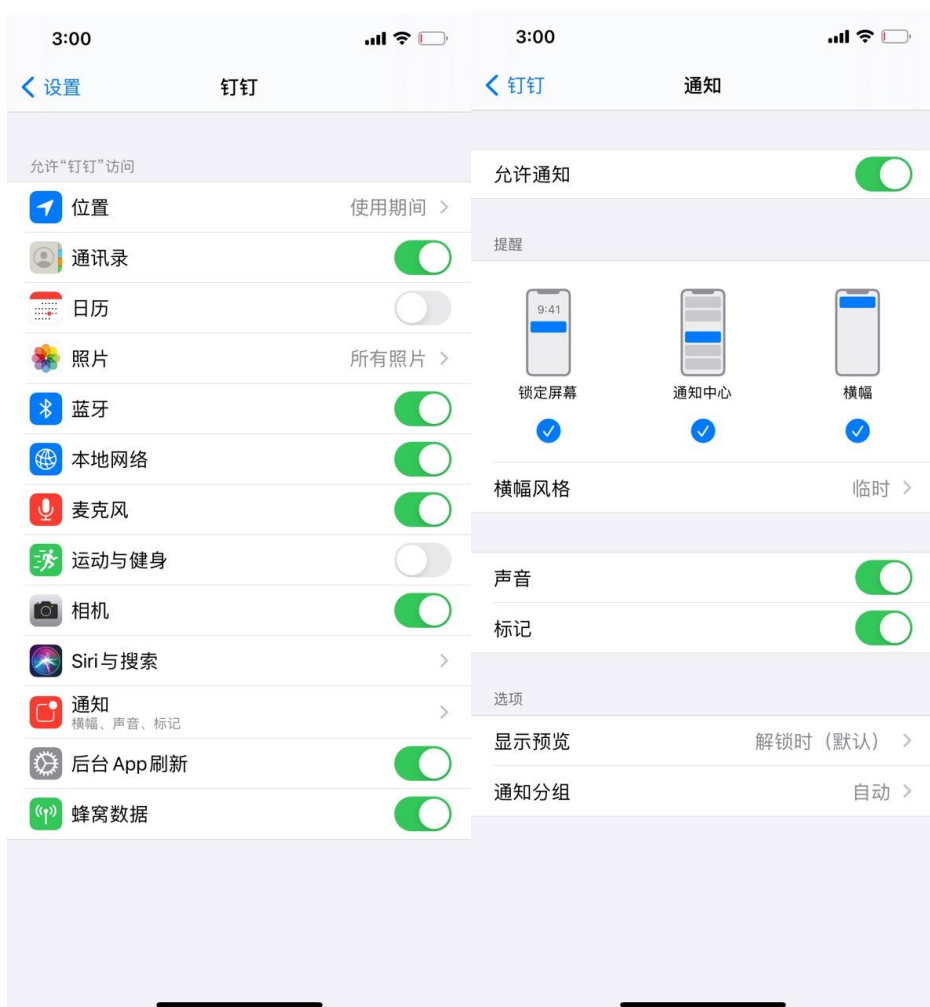 3:00
设置
钉钉
允许“钉钉”访问
位置
使用期间
通讯录
日历
照片
所有照片
蓝牙
本地网络
麦克风
运动与健身
相机
Siri与搜索
通知
横幅、声音、标记
后台App刷新
蜂窝数据
3:00
钉钉
通知
允许通知
提醒
9:41
锁定屏幕
通知中心
横幅
横幅风格
临时
声音
标记
选项
显示预览
解锁时（默认）
通知分组
自动